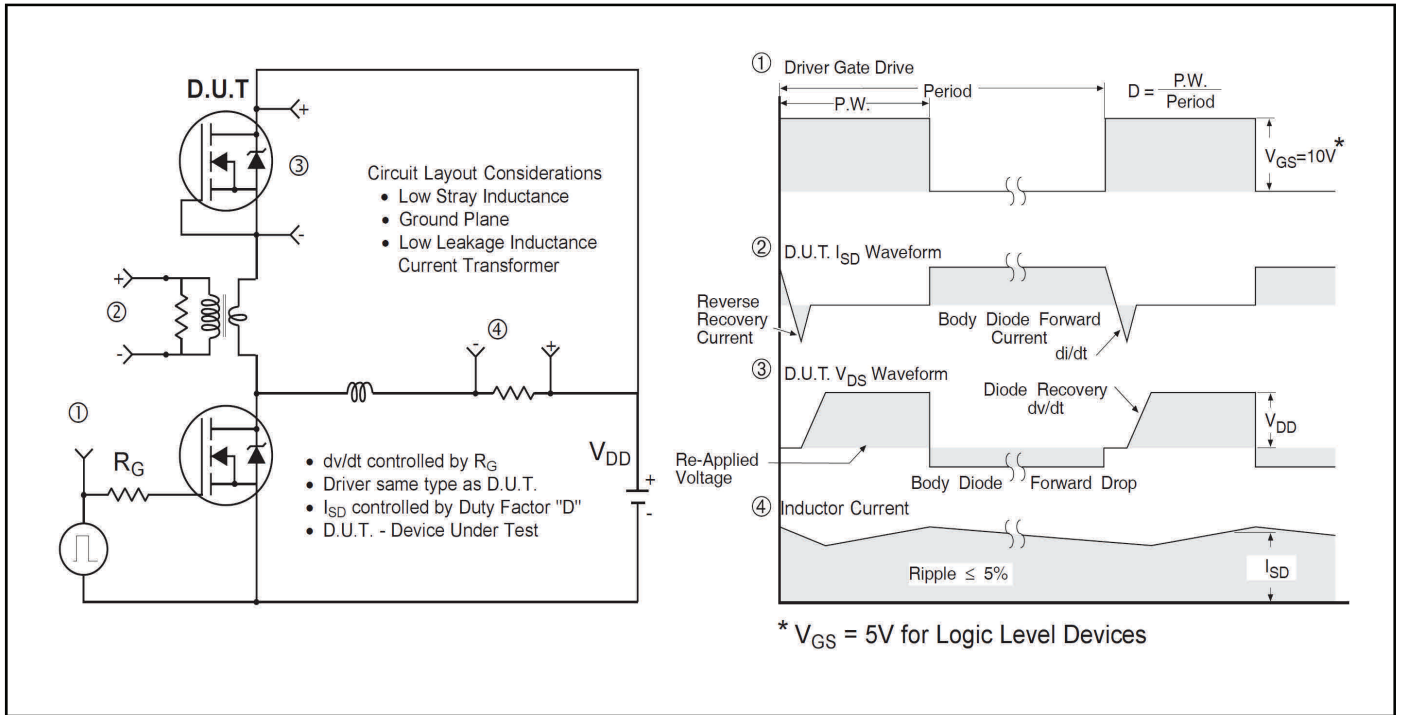 D.U.T
+
③
-
Circuit Layout Considerations
• Low Stray Inductance
• Ground Plane
• Low Leakage Inductance
Current Transformer
+
②
-
④
-
+
①
RG
• dv/dt controlled by RG
• Driver same type as D.U.T.
• ISD controlled by Duty Factor "D"
• D.U.T. - Device Under Test
VDD
+
-
① Driver Gate Drive
P.W.
Period
D = P.W.
Period
VGS=10V*
② D.U.T. ISD Waveform
Reverse
Recovery
Current
Body Diode Forward
Current
di/dt
③ D.U.T. VDS Waveform
Diode Recovery
dv/dt
VDD
Re-Applied
Voltage
Body Diode Forward Drop
④ Inductor Current
Ripple ≤ 5%
ISD
* VGS = 5V for Logic Level Devices